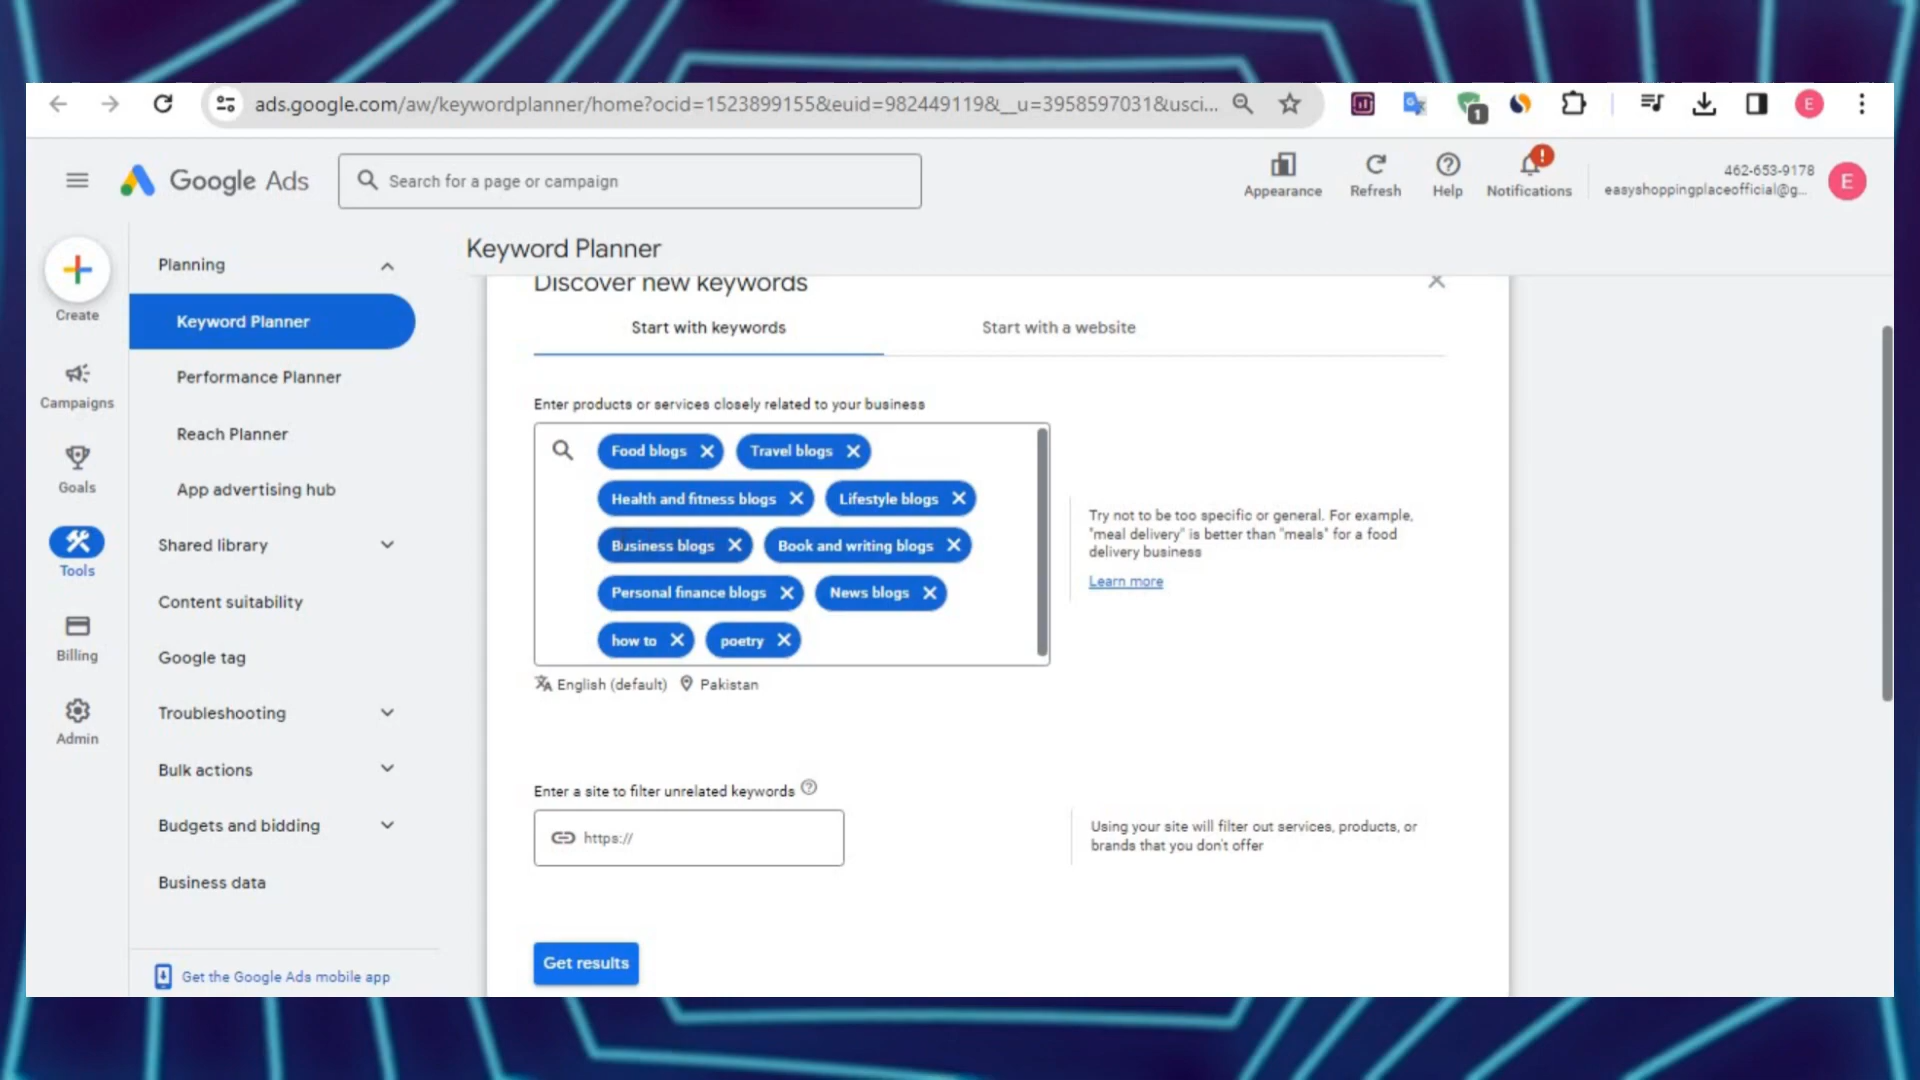 ads.google.com/aw/keywordplanner/home?ocid=1523899155&euid=982449119&__u=3958597031&usci...
1
E
Google Ads
Search for a page or campaign
Appearance
Refresh
Help
!
Notifications
462-653-9178
easyshoppingplaceofficial@g...
E
Create
Campaigns
Goals
Tools
Billing
Admin
Planning
Keyword Planner
Performance Planner
Reach Planner
App advertising hub
Shared library
Content suitability
Google tag
Troubleshooting
Bulk actions
Budgets and bidding
Business data
Get the Google Ads mobile app
Keyword Planner
Discover new keywords
Start with keywords
Start with a website
Enter products or services closely related to your business
Food blogs Travel blogs
Health and fitness blogs Lifestyle blogs
Business blogs Book and writing blogs
Personal finance blogs News blogs
how to poetry
Try not to be too specific or general. For example,
"meal delivery" is better than "meals" for a food
delivery business
Learn more
English (default) Pakistan
Enter a site to filter unrelated keywords
https://
Using your site will filter out services, products, or
brands that you don't offer
Get results